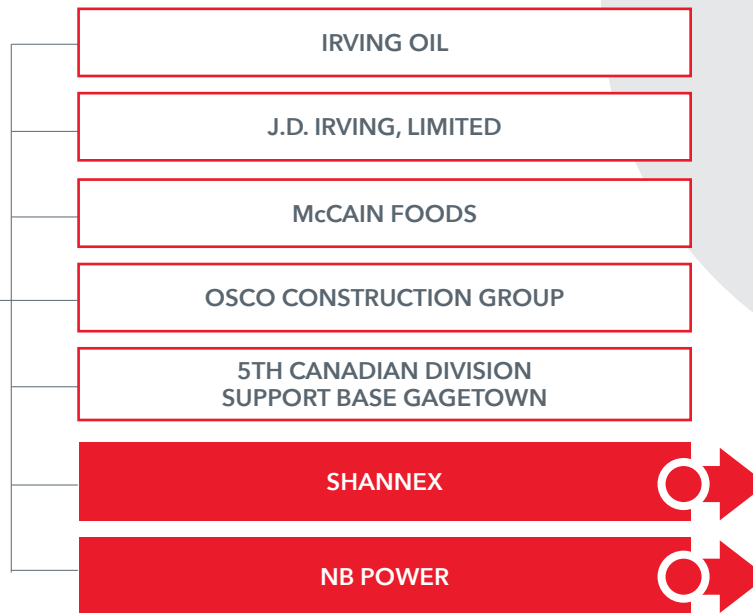 IRVING OIL
J.D. IRVING, LIMITED
McCAIN FOODS
OSCO CONSTRUCTION GROUP
5TH CANADIAN DIVISION
SUPPORT BASE GAGETOWN
SHANNEX
NB POWER